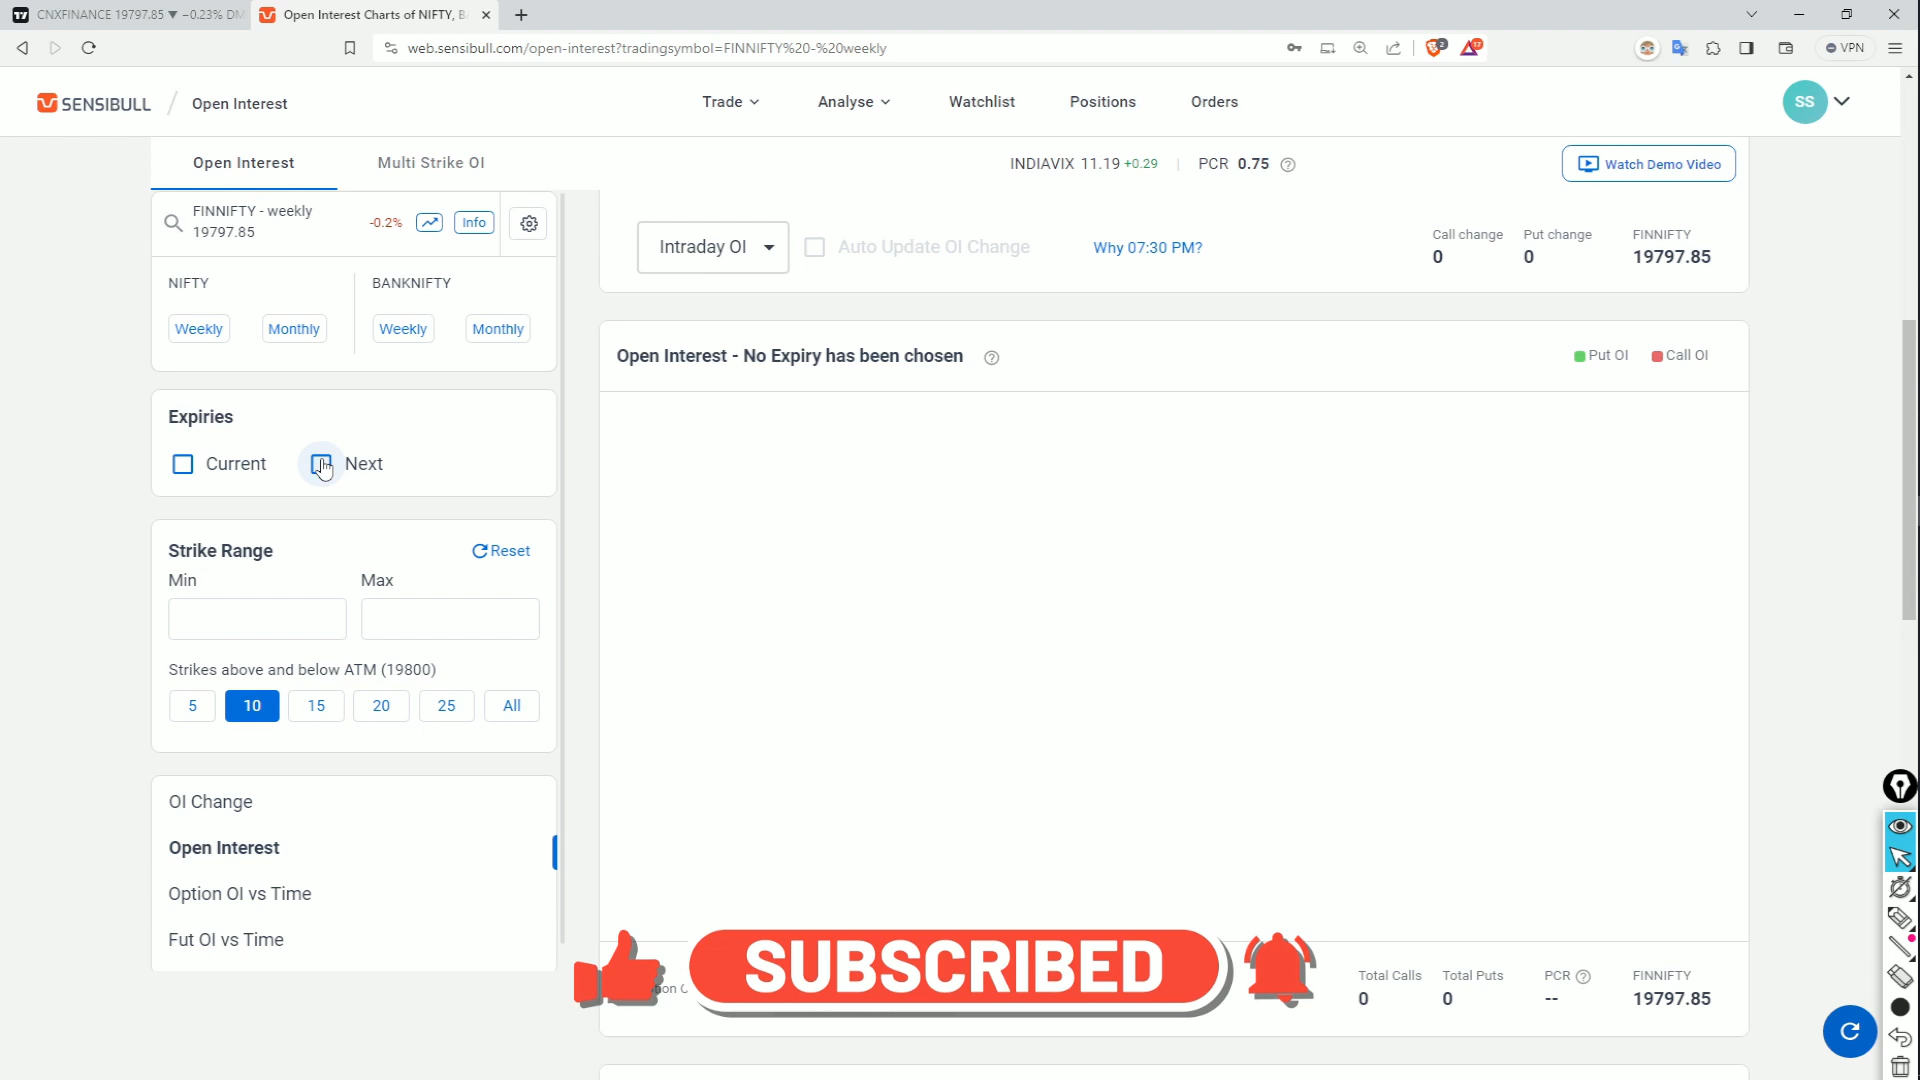 CNXFINANCE 19797.85 ▼ −0.23%
Open Interest Charts of NIFTY,
web.sensibull.com/open-interest?tradingsymbol=FINNIFTY%20-%20weekly
2
17
VPN
SENSIBULL / Open Interest
Trade
Analyse
Watchlist
Positions
Orders
SS
Open Interest
Multi Strike OI
INDIAVIX 11.19 +0.29
PCR 0.75
Watch Demo Video
FINNIFTY - weekly
19797.85
-0.2%
Info
NIFTY
BANKNIFTY
Weekly
Monthly
Weekly
Monthly
Intraday OI
Auto Update OI Change
Why 07:30 PM?
Call change
0
Put change
0
FINNIFTY
19797.85
Expiries
Current
Next
Open Interest - No Expiry has been chosen
Put OI
Call OI
Strike Range
Reset
Min
Max
Strikes above and below ATM (19800)
5
10
15
20
25
All
OI Change
Open Interest
Option OI vs Time
Fut OI vs Time
SUBSCRIBED
Total Calls
0
Total Puts
0
PCR
--
FINNIFTY
19797.85